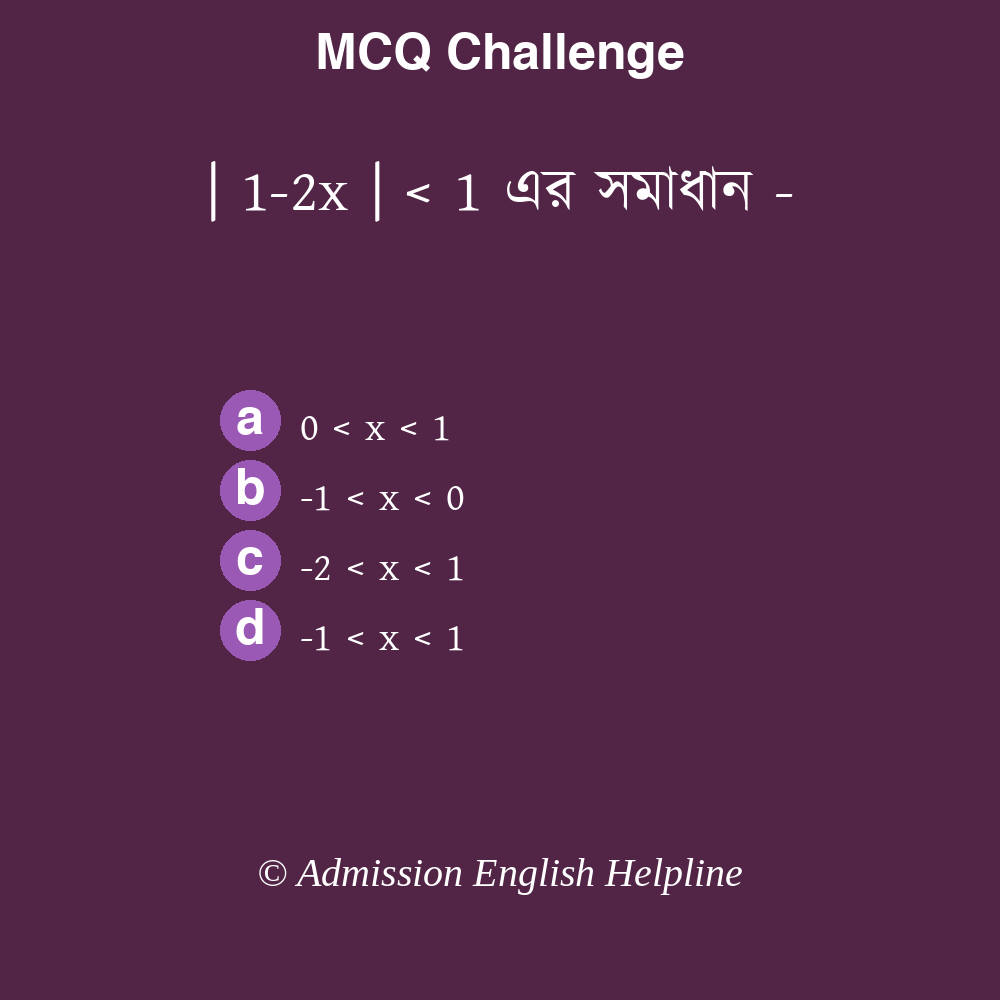 MCQ Challenge
| 1-2x | < 1 এর সমাধান -
a 0 < x < 1
b -1 < x < 0
c -2 < x < 1
d -1 < x < 1
© Admission English Helpline